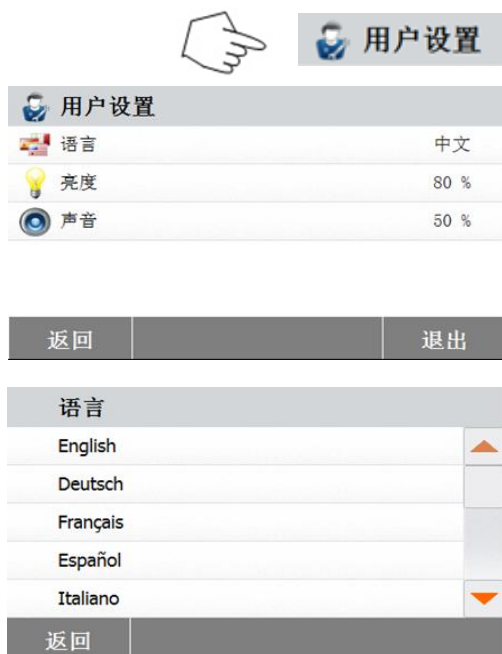 用户设置
用户设置
语言 中文
亮度 80 %
声音 50 %
返回 退出
语言
English
Deutsch
Français
Español
Italiano
返回